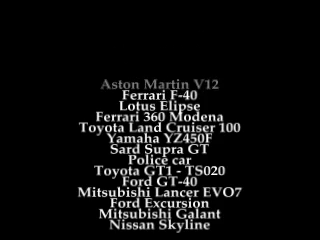 Aston Martin V12
Ferrari F-40
Lotus Elipse
Ferrari 360 Modena
Toyota Land Cruiser 100
Yamaha YZ450F
Sard Supra GT
Police car
Toyota GT1 - TS020
Ford GT-40
Mitsubishi Lancer EVO7
Ford Excursion
Mitsubishi Galant
Nissan Skyline